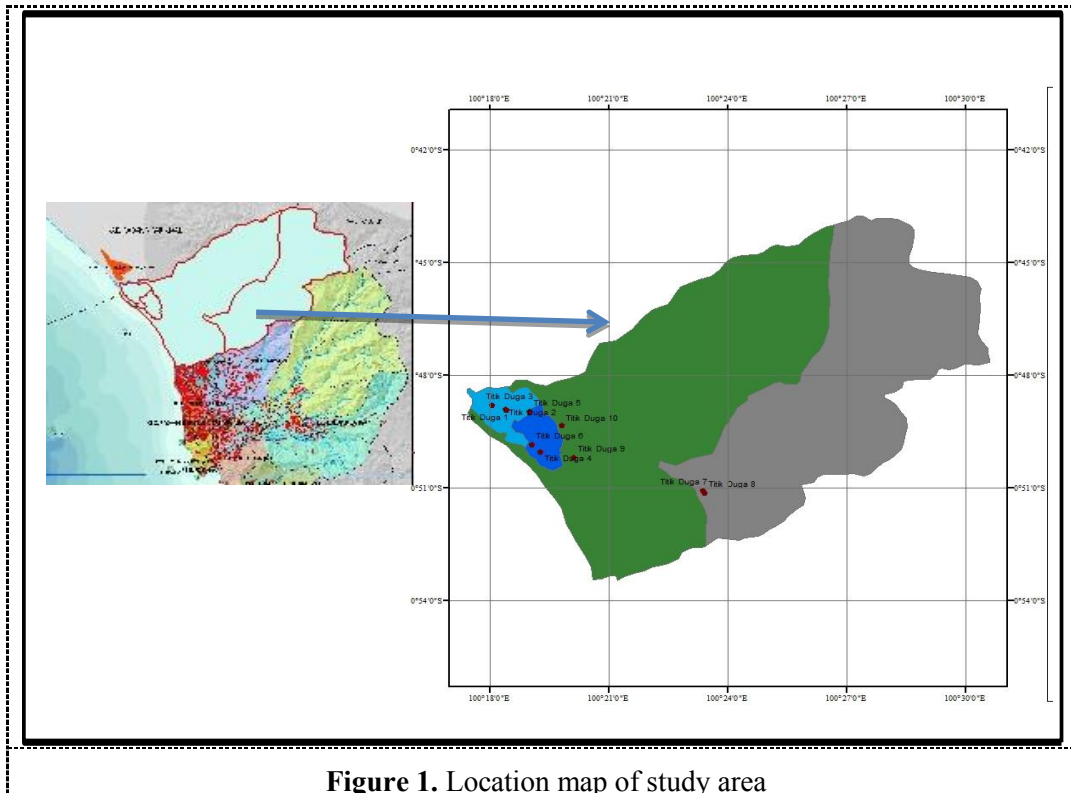 100°18'0"E 100°21'0"E 100°24'0"E 100°27'0"E 100°30'0"E
0°42'0"S 0°42'0"S
0°45'0"S 0°45'0"S
0°48'0"S 0°48'0"S
Titik Duga 3
Titik Duga 5
Titik Duga 1
Titik Duga 2
Titik Duga 10
Titik Duga 6
Titik Duga 9
Titik Duga 4
Titik Duga 7 Titik Duga 8
0°51'0"S 0°51'0"S
0°54'0"S 0°54'0"S
100°18'0"E 100°21'0"E 100°24'0"E 100°27'0"E 100°30'0"E
Figure 1. Location map of study area